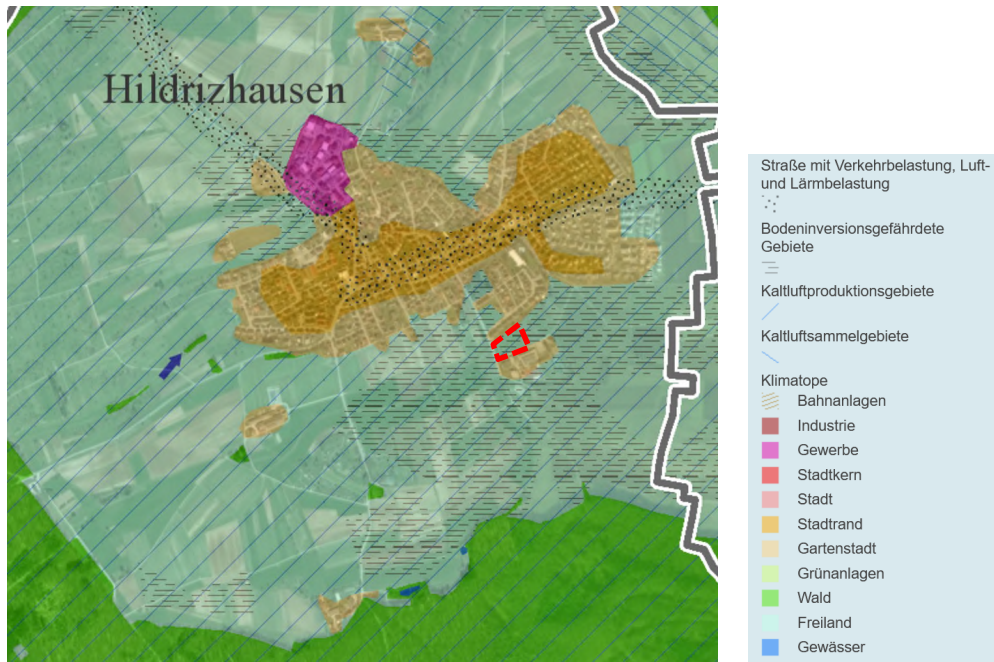 Hildrizhausen
Straße mit Verkehrbelastung, Luft-
und Lärmbelastung
Bodeninversionsgefährdete
Gebiete
Kaltluftproduktionsgebiete
Kaltluftsammelgebiete
Klimatope
Bahnanlagen
Industrie
Gewerbe
Stadtkern
Stadt
Stadtrand
Gartenstadt
Grünanlagen
Wald
Freiland
Gewässer